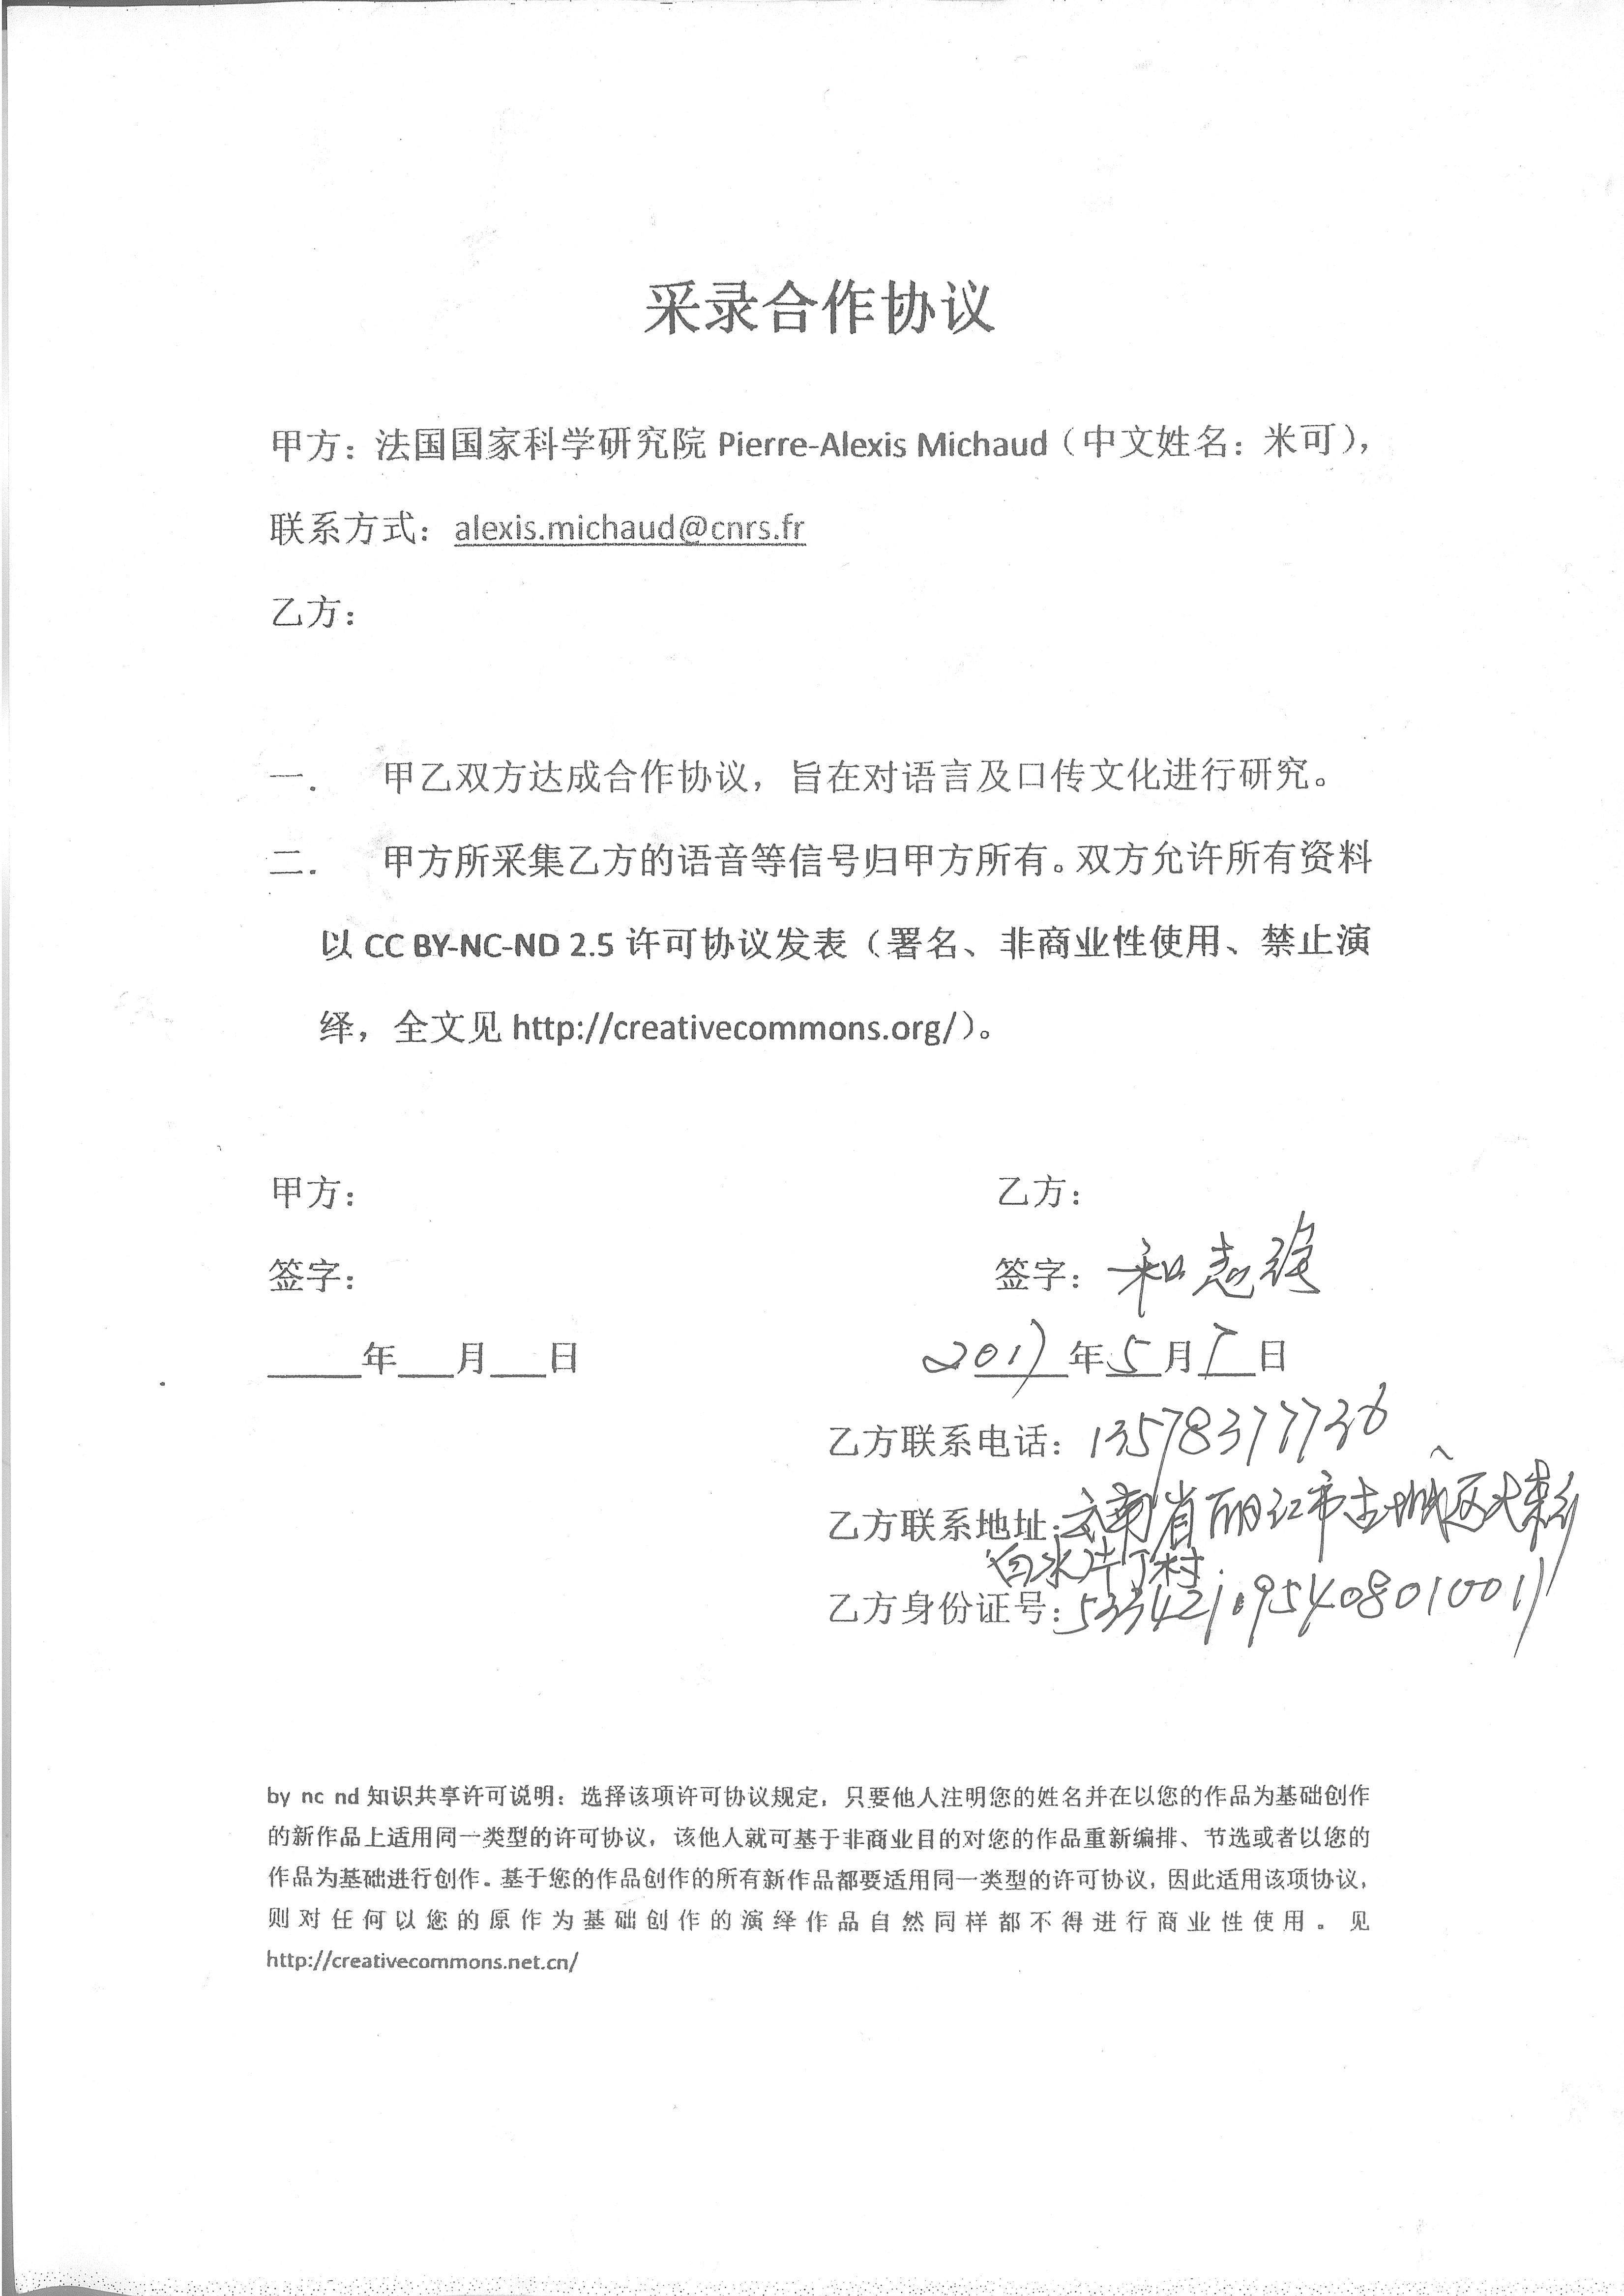 采录合作协议
甲方：法国国家科学研究院 Pierre-Alexis Michaud（中文姓名：米可），
联系方式：alexis.michaud@cnrs.fr
乙方：
一． 甲乙双方达成合作协议，旨在对语言及口传文化进行研究。
二． 甲方所采集乙方的语音等信号归甲方所有。双方允许所有资料
以 CC BY-NC-ND 2.5 许可协议发表（署名、非商业性使用、禁止演
绎，全文见 http://creativecommons.org/）。
甲方： 乙方：
签字： 签字：和志强
_____年___月___日 2017年5月 日
乙方联系电话：
乙方联系地址：云南省丽江市古城区大東乡
白水 村
乙方身份证号：
by nc nd 知识共享许可说明：选择该项许可协议规定，只要他人注明您的姓名并在以您的作品为基础创作
的新作品上适用同一类型的许可协议，该他人就可基于非商业目的对您的作品重新编排、节选或者以您的
作品为基础进行创作。基于您的作品创作的所有新作品都要适用同一类型的许可协议，因此适用该项协议，
则对任何以您的原作为基础创作的演绎作品自然同样都不得进行商业性使用。见
http://creativecommons.net.cn/